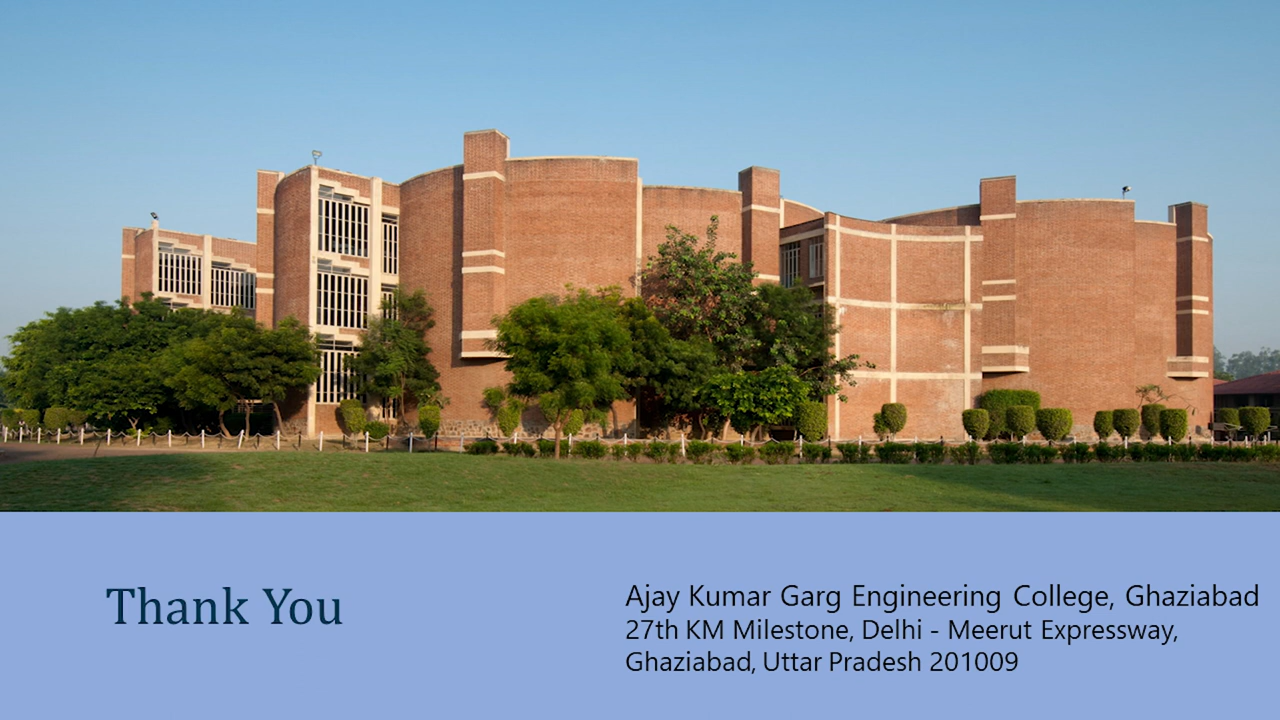 Thank You
Ajay Kumar Garg Engineering College, Ghaziabad
27th KM Milestone, Delhi - Meerut Expressway,
Ghaziabad, Uttar Pradesh 201009